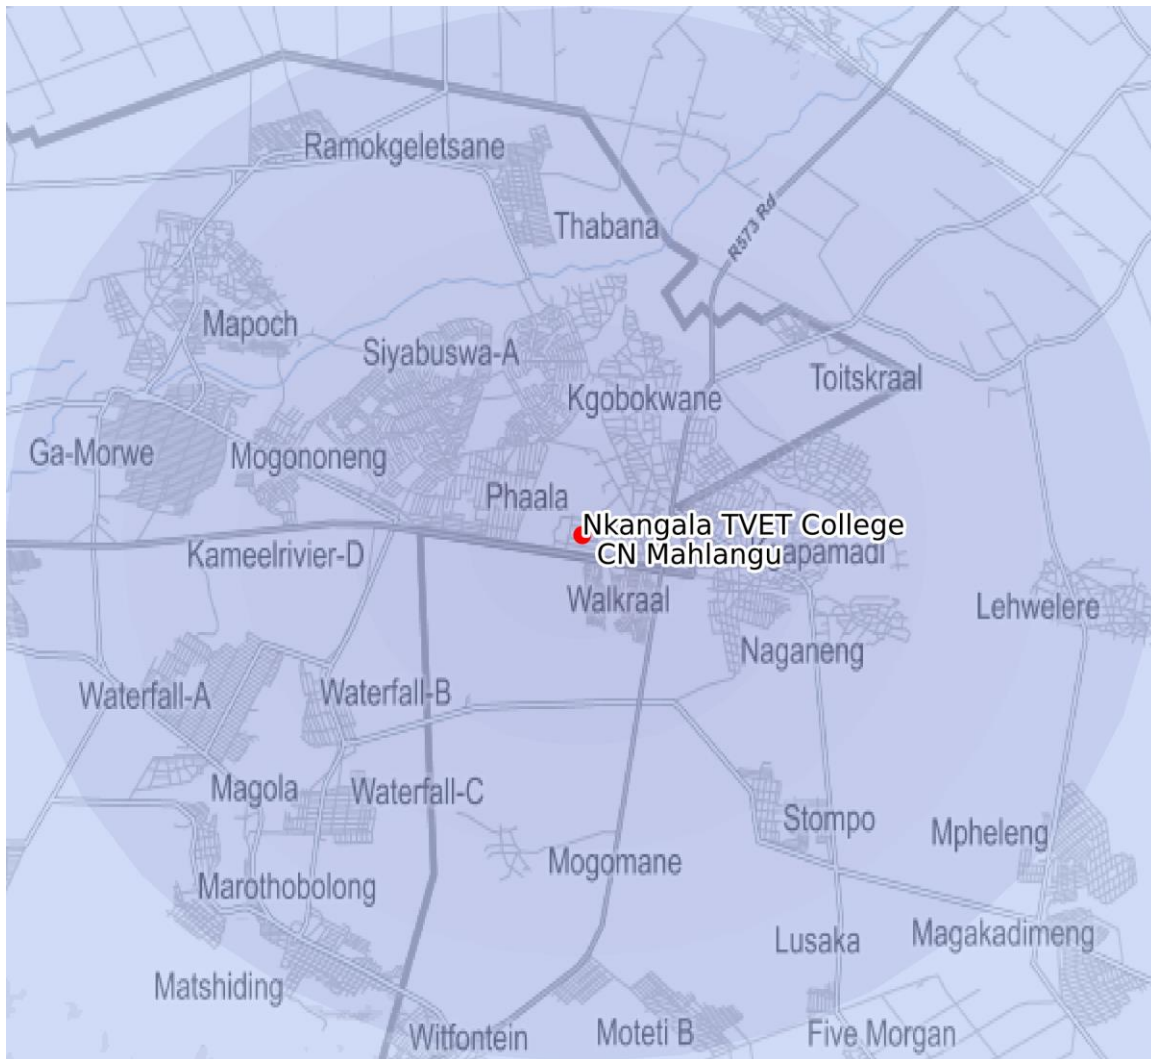 Ramokgeletsane
Thabana
R573 Rd
Mapoch
Siyabuswa-A
Toitskraal
Kgobokwane
Ga-Morwe
Mogononeng
Phaala
Nkangala TVET College
CN Mahlangu
Kameelrivier-D
Walkraal
Lehwelere
Naganeng
Waterfall-A
Waterfall-B
Magola
Waterfall-C
Stompo
Mpheleng
Mogomane
Marothobolong
Lusaka
Magakadimeng
Matshiding
Witfontein
Moteti B
Five Morgan